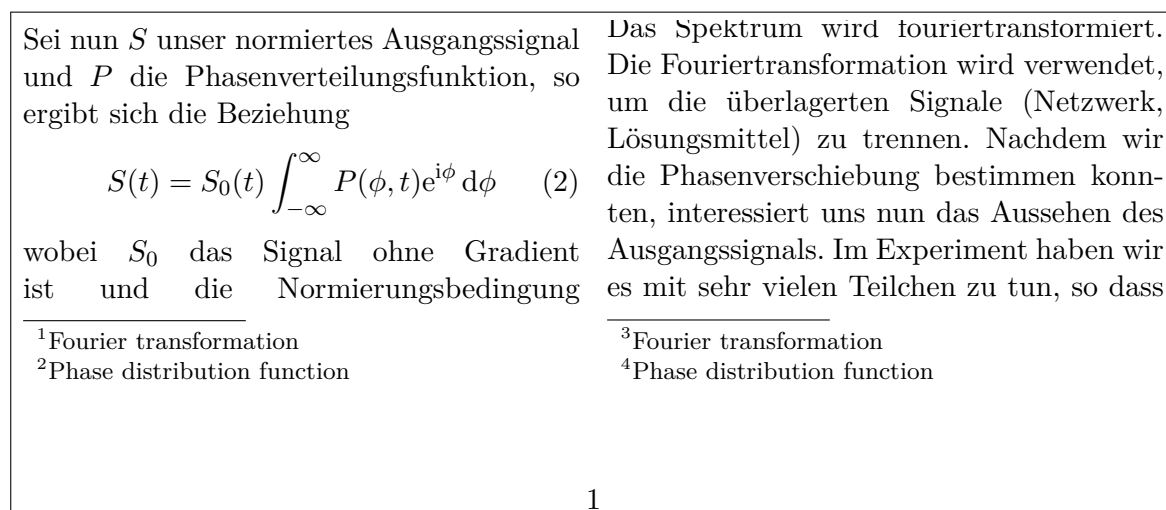 Sei nun S unser normiertes Ausgangssignal
und P die Phasenverteilungsfunktion, so
ergibt sich die Beziehung
S(t) = S₀(t) ∫_{-∞}^{∞} P(ϕ, t)e^{iϕ} dϕ (2)
wobei S₀ das Signal ohne Gradient
ist und die Normierungsbedingung
¹Fourier transformation
²Phase distribution function
Das Spektrum wird fouriertransformiert.
Die Fouriertransformation wird verwendet,
um die überlagerten Signale (Netzwerk,
Lösungsmittel) zu trennen. Nachdem wir
die Phasenverschiebung bestimmen konn-
ten, interessiert uns nun das Aussehen des
Ausgangssignals. Im Experiment haben wir
es mit sehr vielen Teilchen zu tun, so dass
³Fourier transformation
⁴Phase distribution function
1